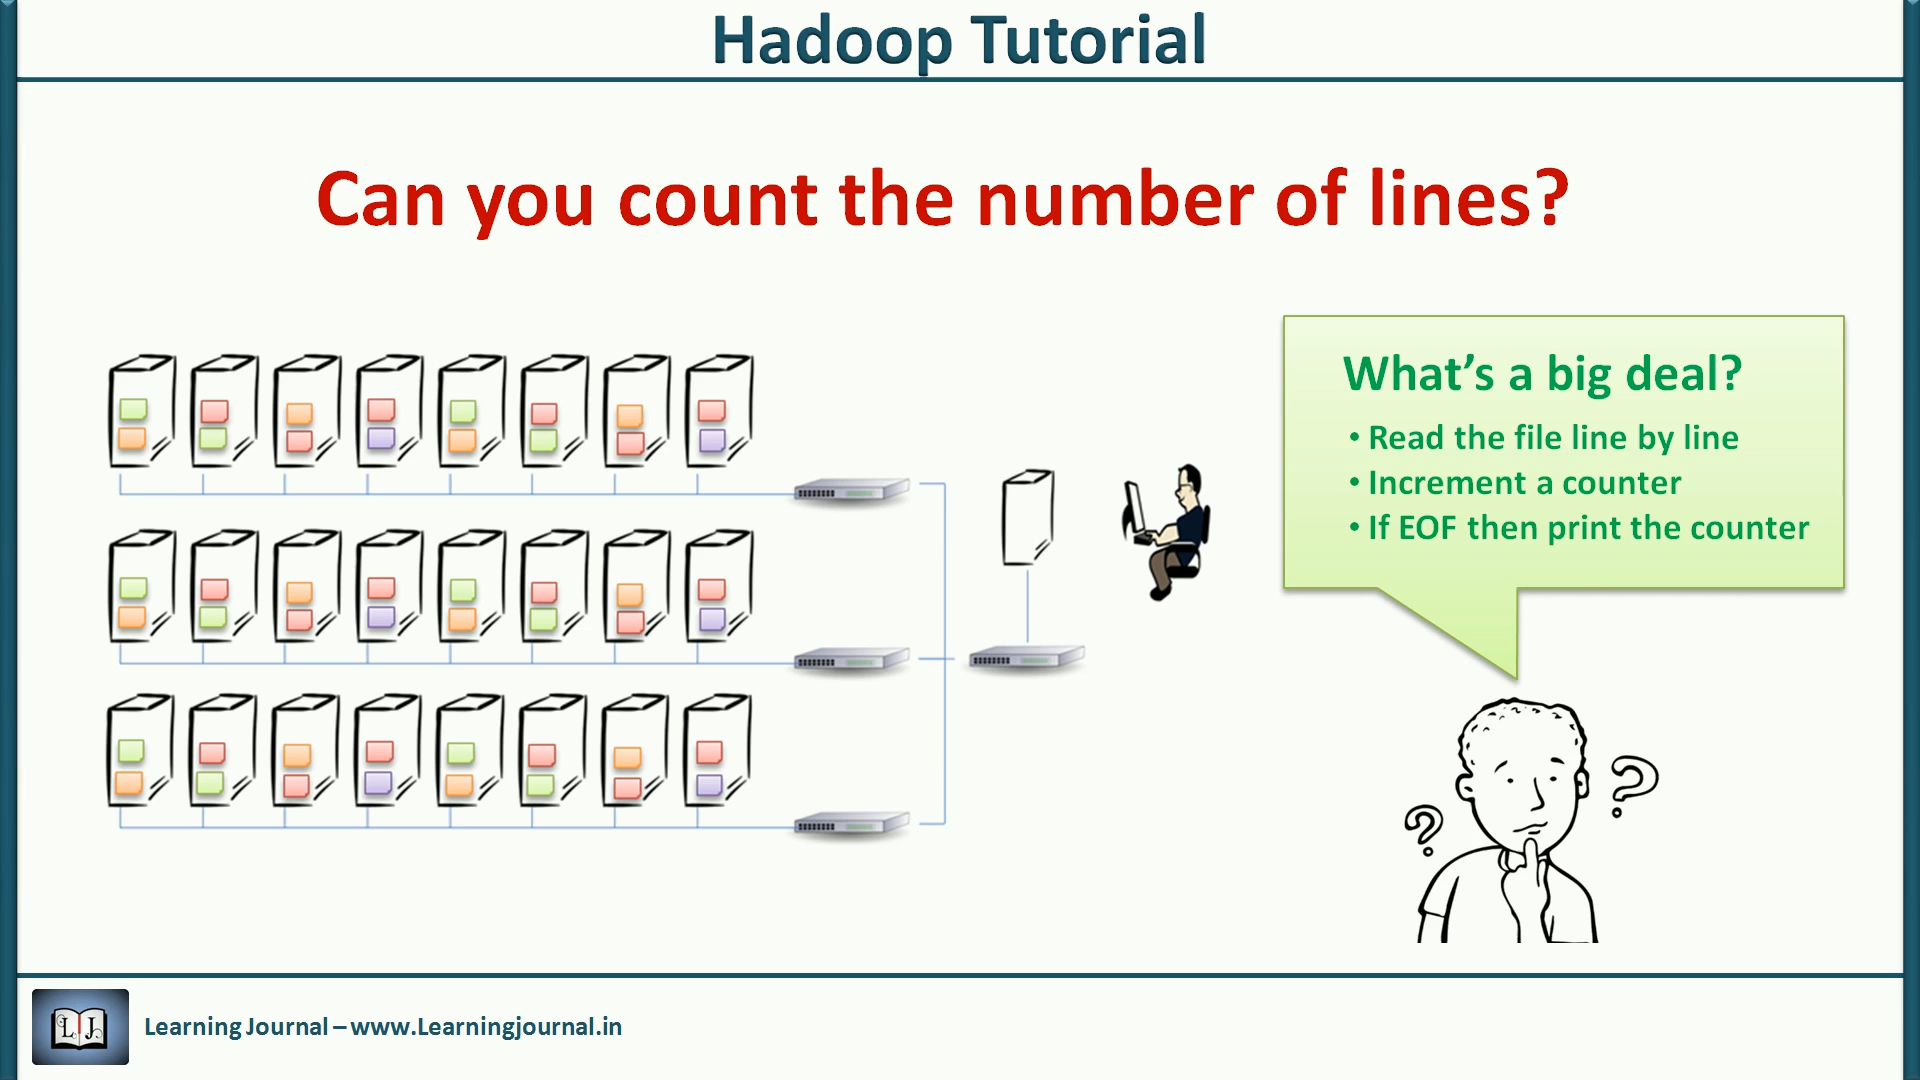 Hadoop Tutorial
Can you count the number of lines?
What’s a big deal?
• Read the file line by line
• Increment a counter
• If EOF then print the counter
?
?
L J
Learning Journal – www.Learningjournal.in